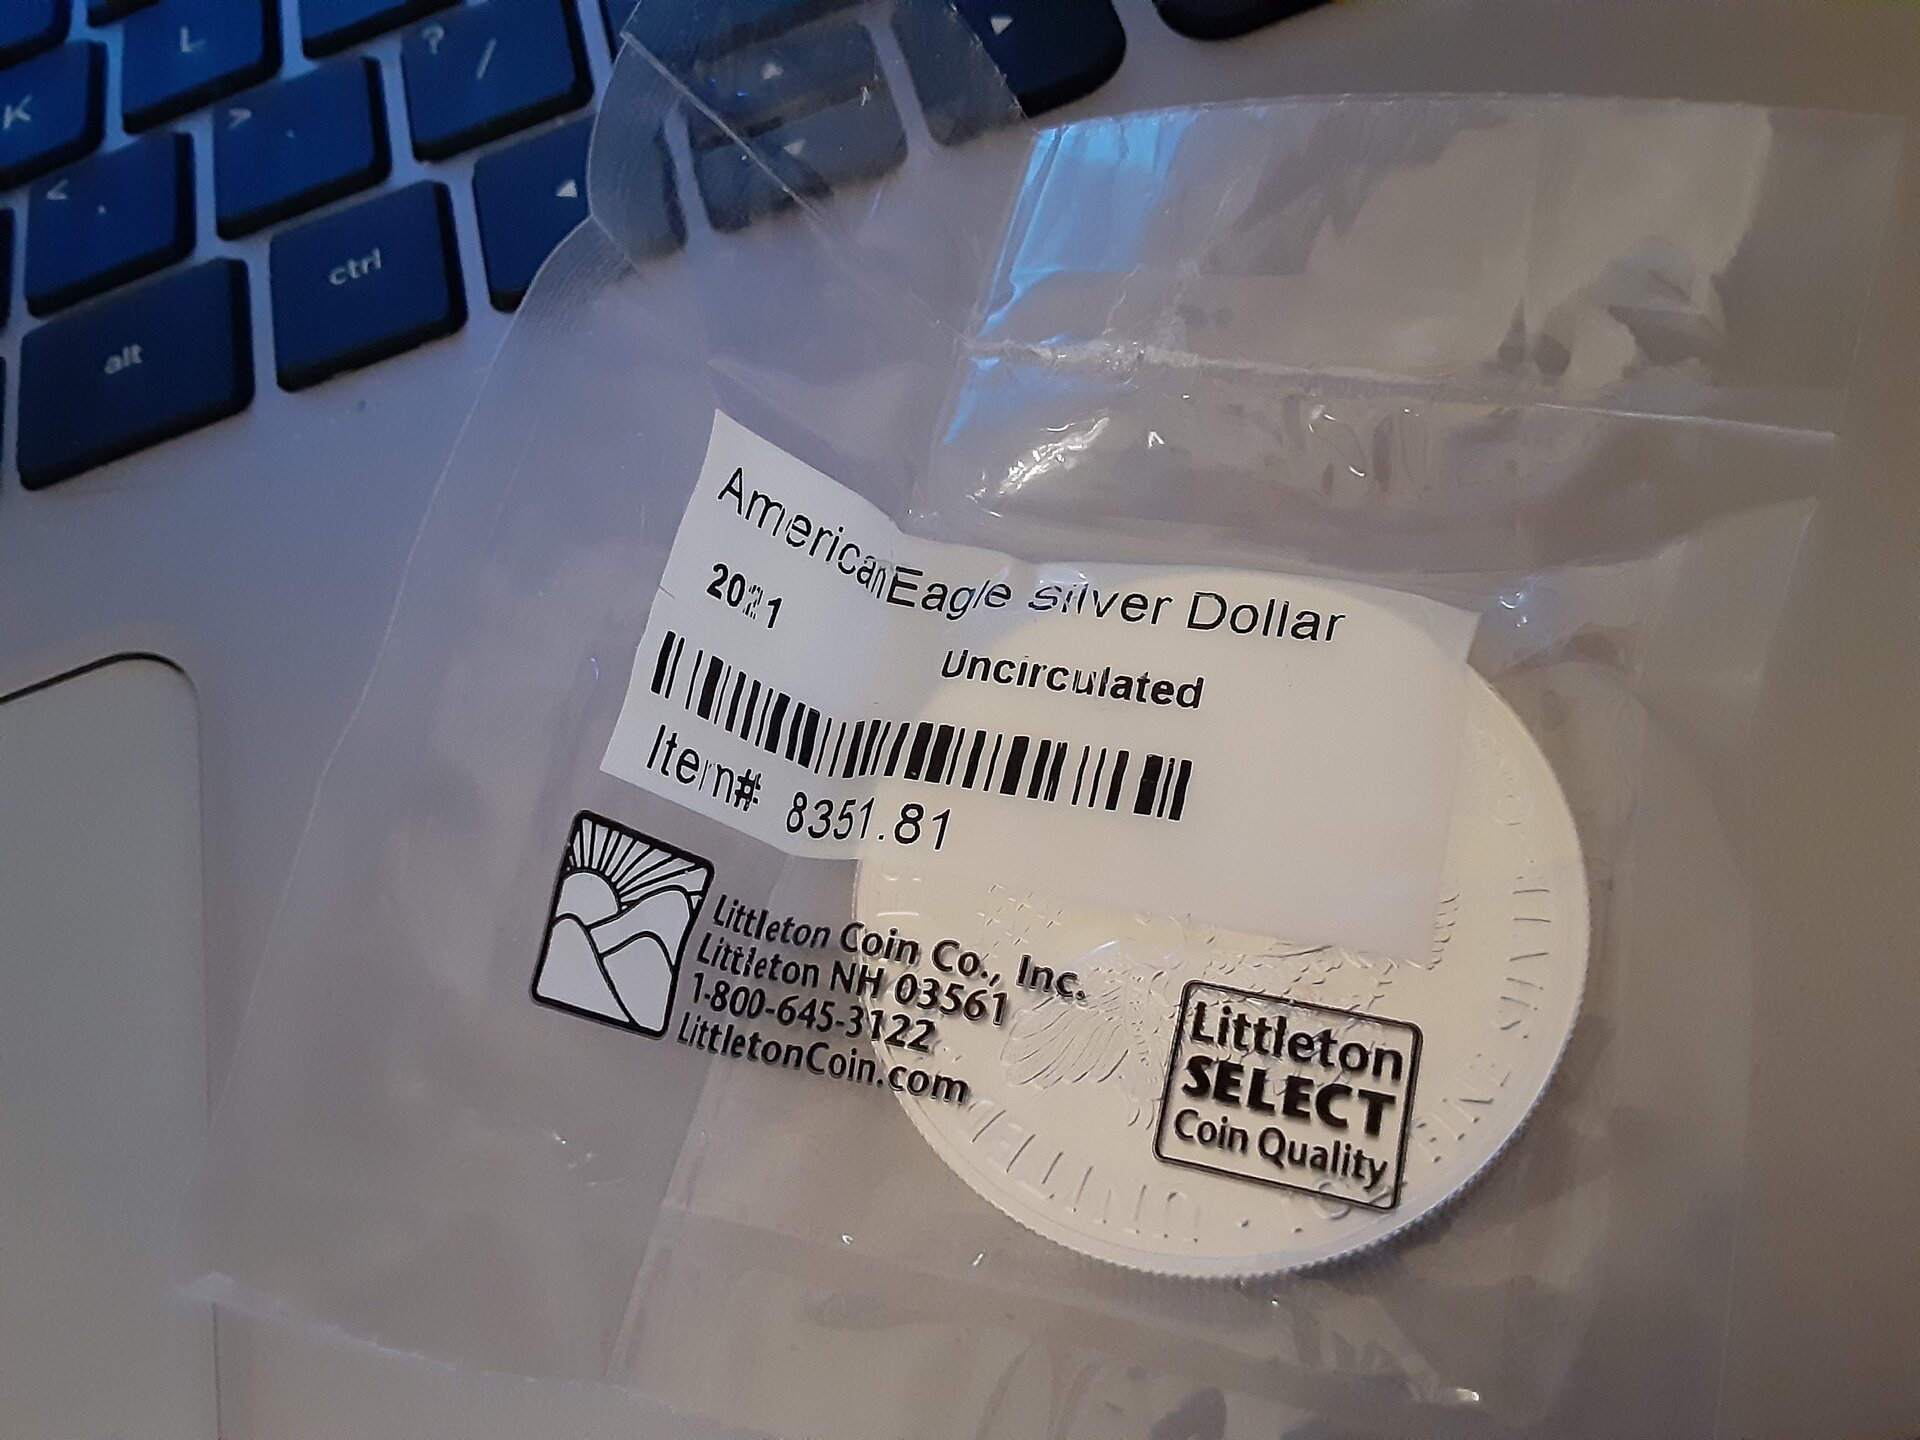 L
? /
K
> .
< ,
ctrl
alt
American Eagle silver Dollar
2021
Uncirculated
Item# 8351.81
Littleton Coin Co., Inc.
Littleton NH 03561
1-800-645-3122
LittletonCoin.com
Littleton
SELECT
Coin Quality
UNITED